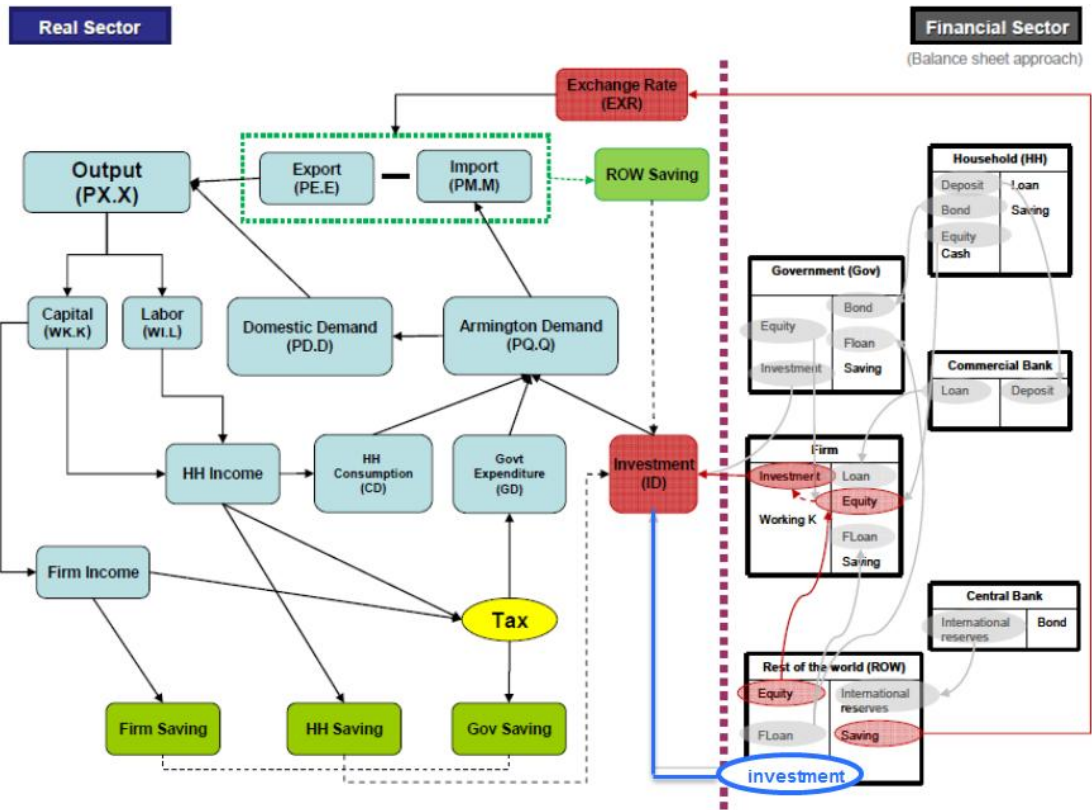 Real Sector
Financial Sector
(Balance sheet approach)
Exchange Rate
(EXR)
Output
(PX.X)
Export
(PE.E)
Import
(PM.M)
ROW Saving
Household (HH)
Deposit
Loan
Bond
Saving
Equity
Cash
Capital
(WK.K)
Labor
(Wl.L)
Domestic Demand
(PD.D)
Armington Demand
(PQ.Q)
Government (Gov)
Bond
Equity
Floan
Investment
Saving
Commercial Bank
Loan
Deposit
HH Income
HH
Consumption
(CD)
Govt
Expenditure
(GD)
Investment
(ID)
Firm
Investment
Loan
Equity
Working K
FLoan
Saving
Firm Income
Tax
Central Bank
International
reserves
Bond
Firm Saving
HH Saving
Gov Saving
Rest of the world (ROW)
Equity
International
reserves
FLoan
Saving
investment